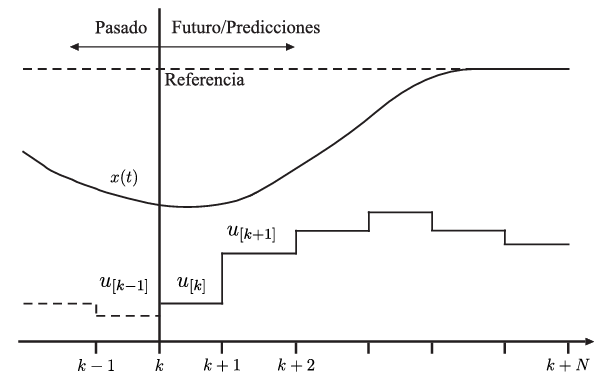 Pasado Futuro/Predicciones
Referencia
x(t)
u[k+1]
u[k−1] u[k]
k − 1 k k + 1 k + 2 k + N